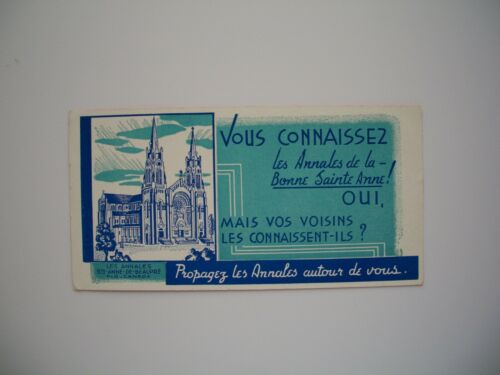 VOUS CONNAISSEZ
les Annales de la-
Bonne Sainte Anne!
OUI,
MAIS VOS VOISINS
LES CONNAISSENT-ILS?
LES ANNALES
STE-ANNE-DE-BEAUPRÉ
P.Q.-CANADA
Propagez les Annales autour de vous.